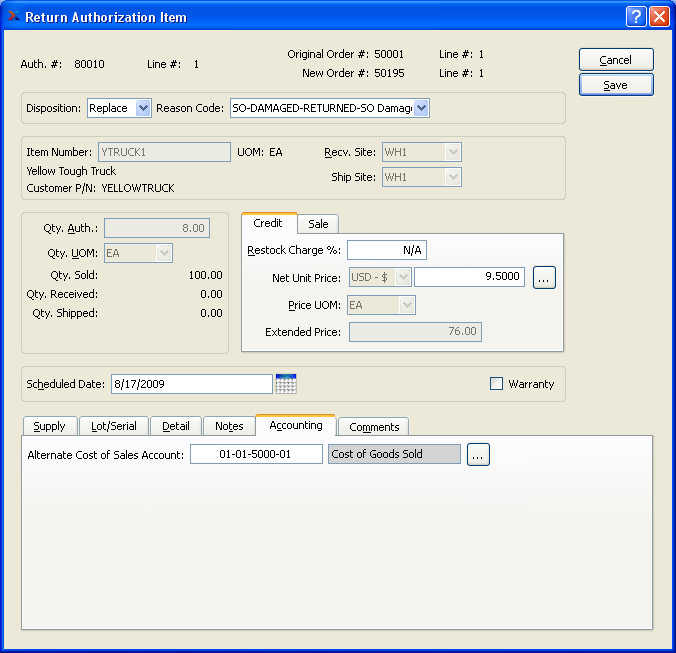 Return Authorization Item
Auth. #: 80010 Line #: 1
Original Order #: 50001 Line #: 1
New Order #: 50195 Line #: 1
Cancel
Save
Disposition: Replace Reason Code: SO-DAMAGED-RETURNED-SO Damag
Item Number: YTRUCK1 UOM: EA Recv. Site: WH1
Yellow Tough Truck
Ship Site: WH1
Customer P/N: YELLOWTRUCK
Qty. Auth.: 8.00
Qty. UOM: EA
Qty. Sold: 100.00
Qty. Received: 0.00
Qty. Shipped: 0.00
Credit Sale
Restock Charge %: N/A
Net Unit Price: USD - $ 9.5000 ...
Price UOM: EA
Extended Price: 76.00
Scheduled Date: 8/17/2009 Warranty
Supply Lot/Serial Detail Notes Accounting Comments
Alternate Cost of Sales Account: 01-01-5000-01 Cost of Goods Sold ...